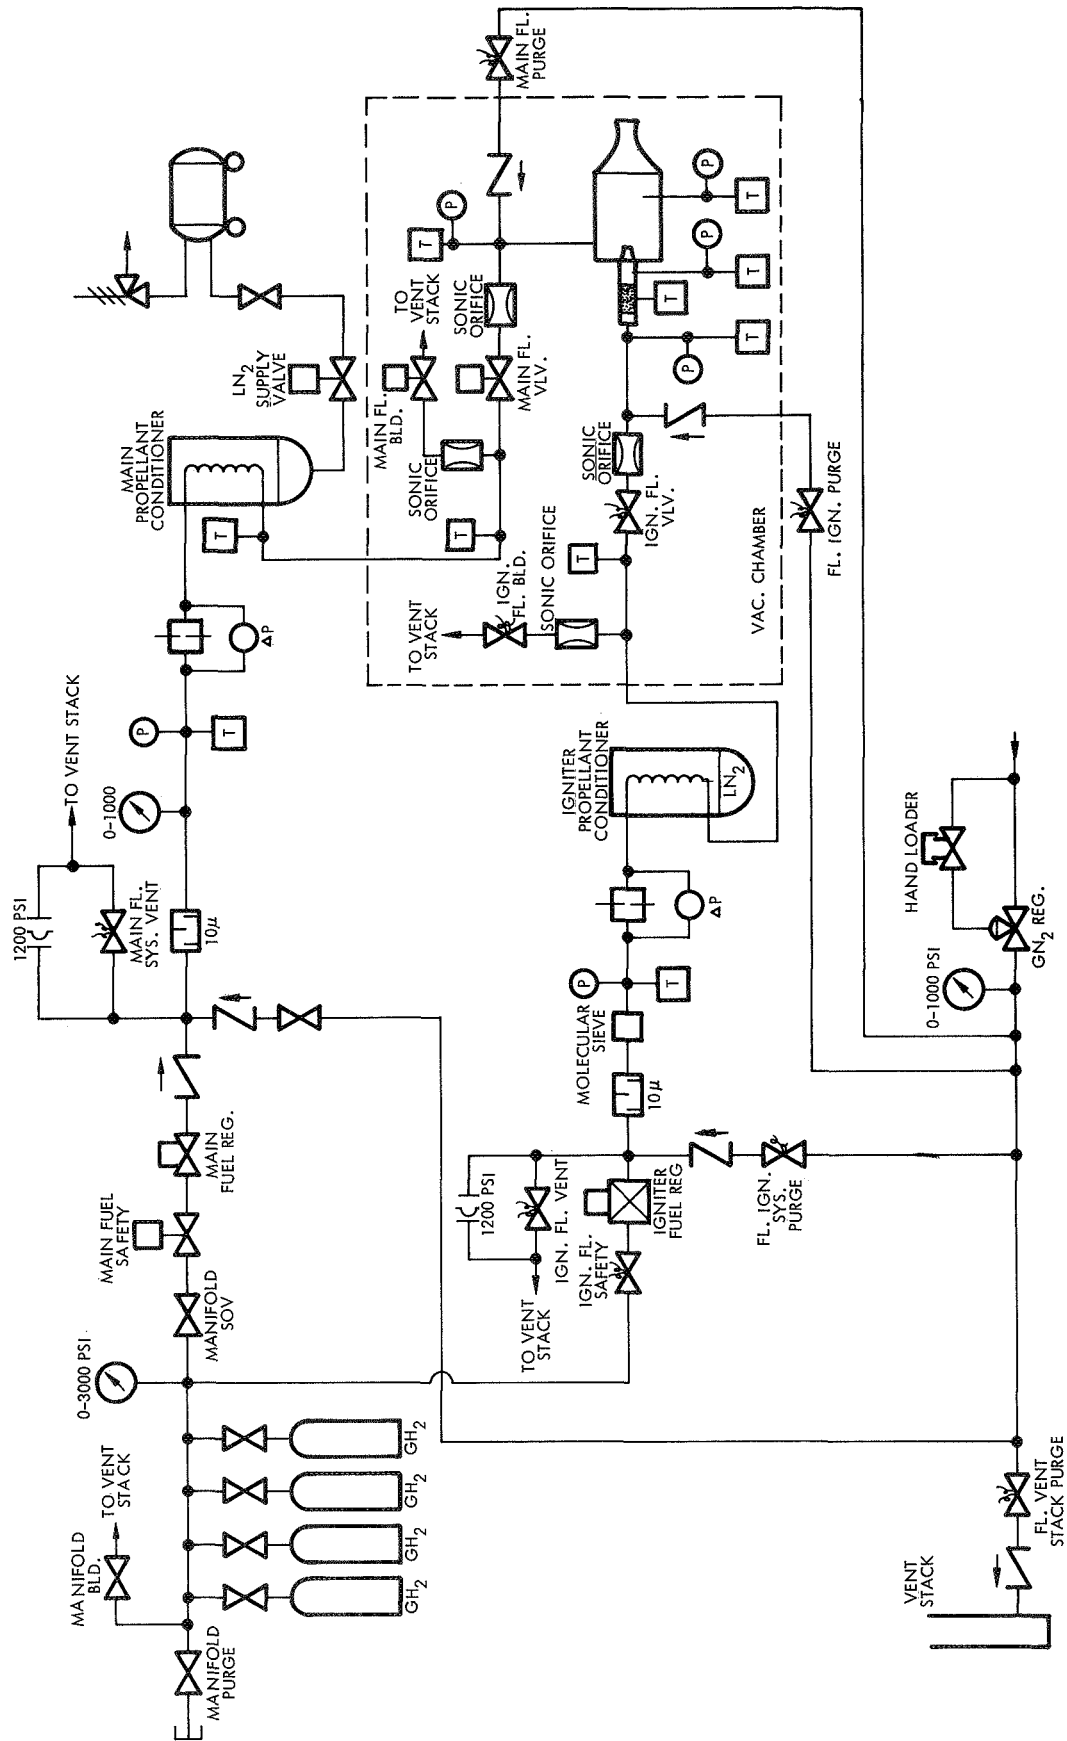 MAIN FL.
PURGE
P
T
TO
VENT
STACK
SONIC
ORIFICE
MAIN FL.
VLV.
MAIN FL.
BLD.
SONIC
ORIFICE
T
P
T
P
T
T
P
T
SONIC
ORIFICE
IGN. FL.
VLV.
T
SONIC ORIFICE
IGN.
FL. BLD.
TO VENT
STACK
VAC. CHAMBER
FL. IGN. PURGE
LN2
SUPPLY
VALVE
MAIN
PROPELLANT
CONDITIONER
T
ΔP
P
T
TO VENT STACK
0-1000
1200 PSI
MAIN FL.
SYS. VENT
10μ
MAIN
FUEL REG.
MAIN FUEL
SAFETY
MANIFOLD
SOV
0-3000 PSI
GH2
GH2
GH2
GH2
TO VENT
STACK
MANIFOLD
BLD.
MANIFOLD
PURGE
IGNITER
PROPELLANT
CONDITIONER
LN2
ΔP
P
T
MOLECULAR
SIEVE
10μ
1200 PSI
IGN. FL. VENT
TO VENT
STACK
IGN. FL.
SAFETY
IGNITER
FUEL REG
FL. IGN.
SYS.
PURGE
HAND LOADER
GN2 REG.
0-1000 PSI
FL. VENT
STACK PURGE
VENT
STACK